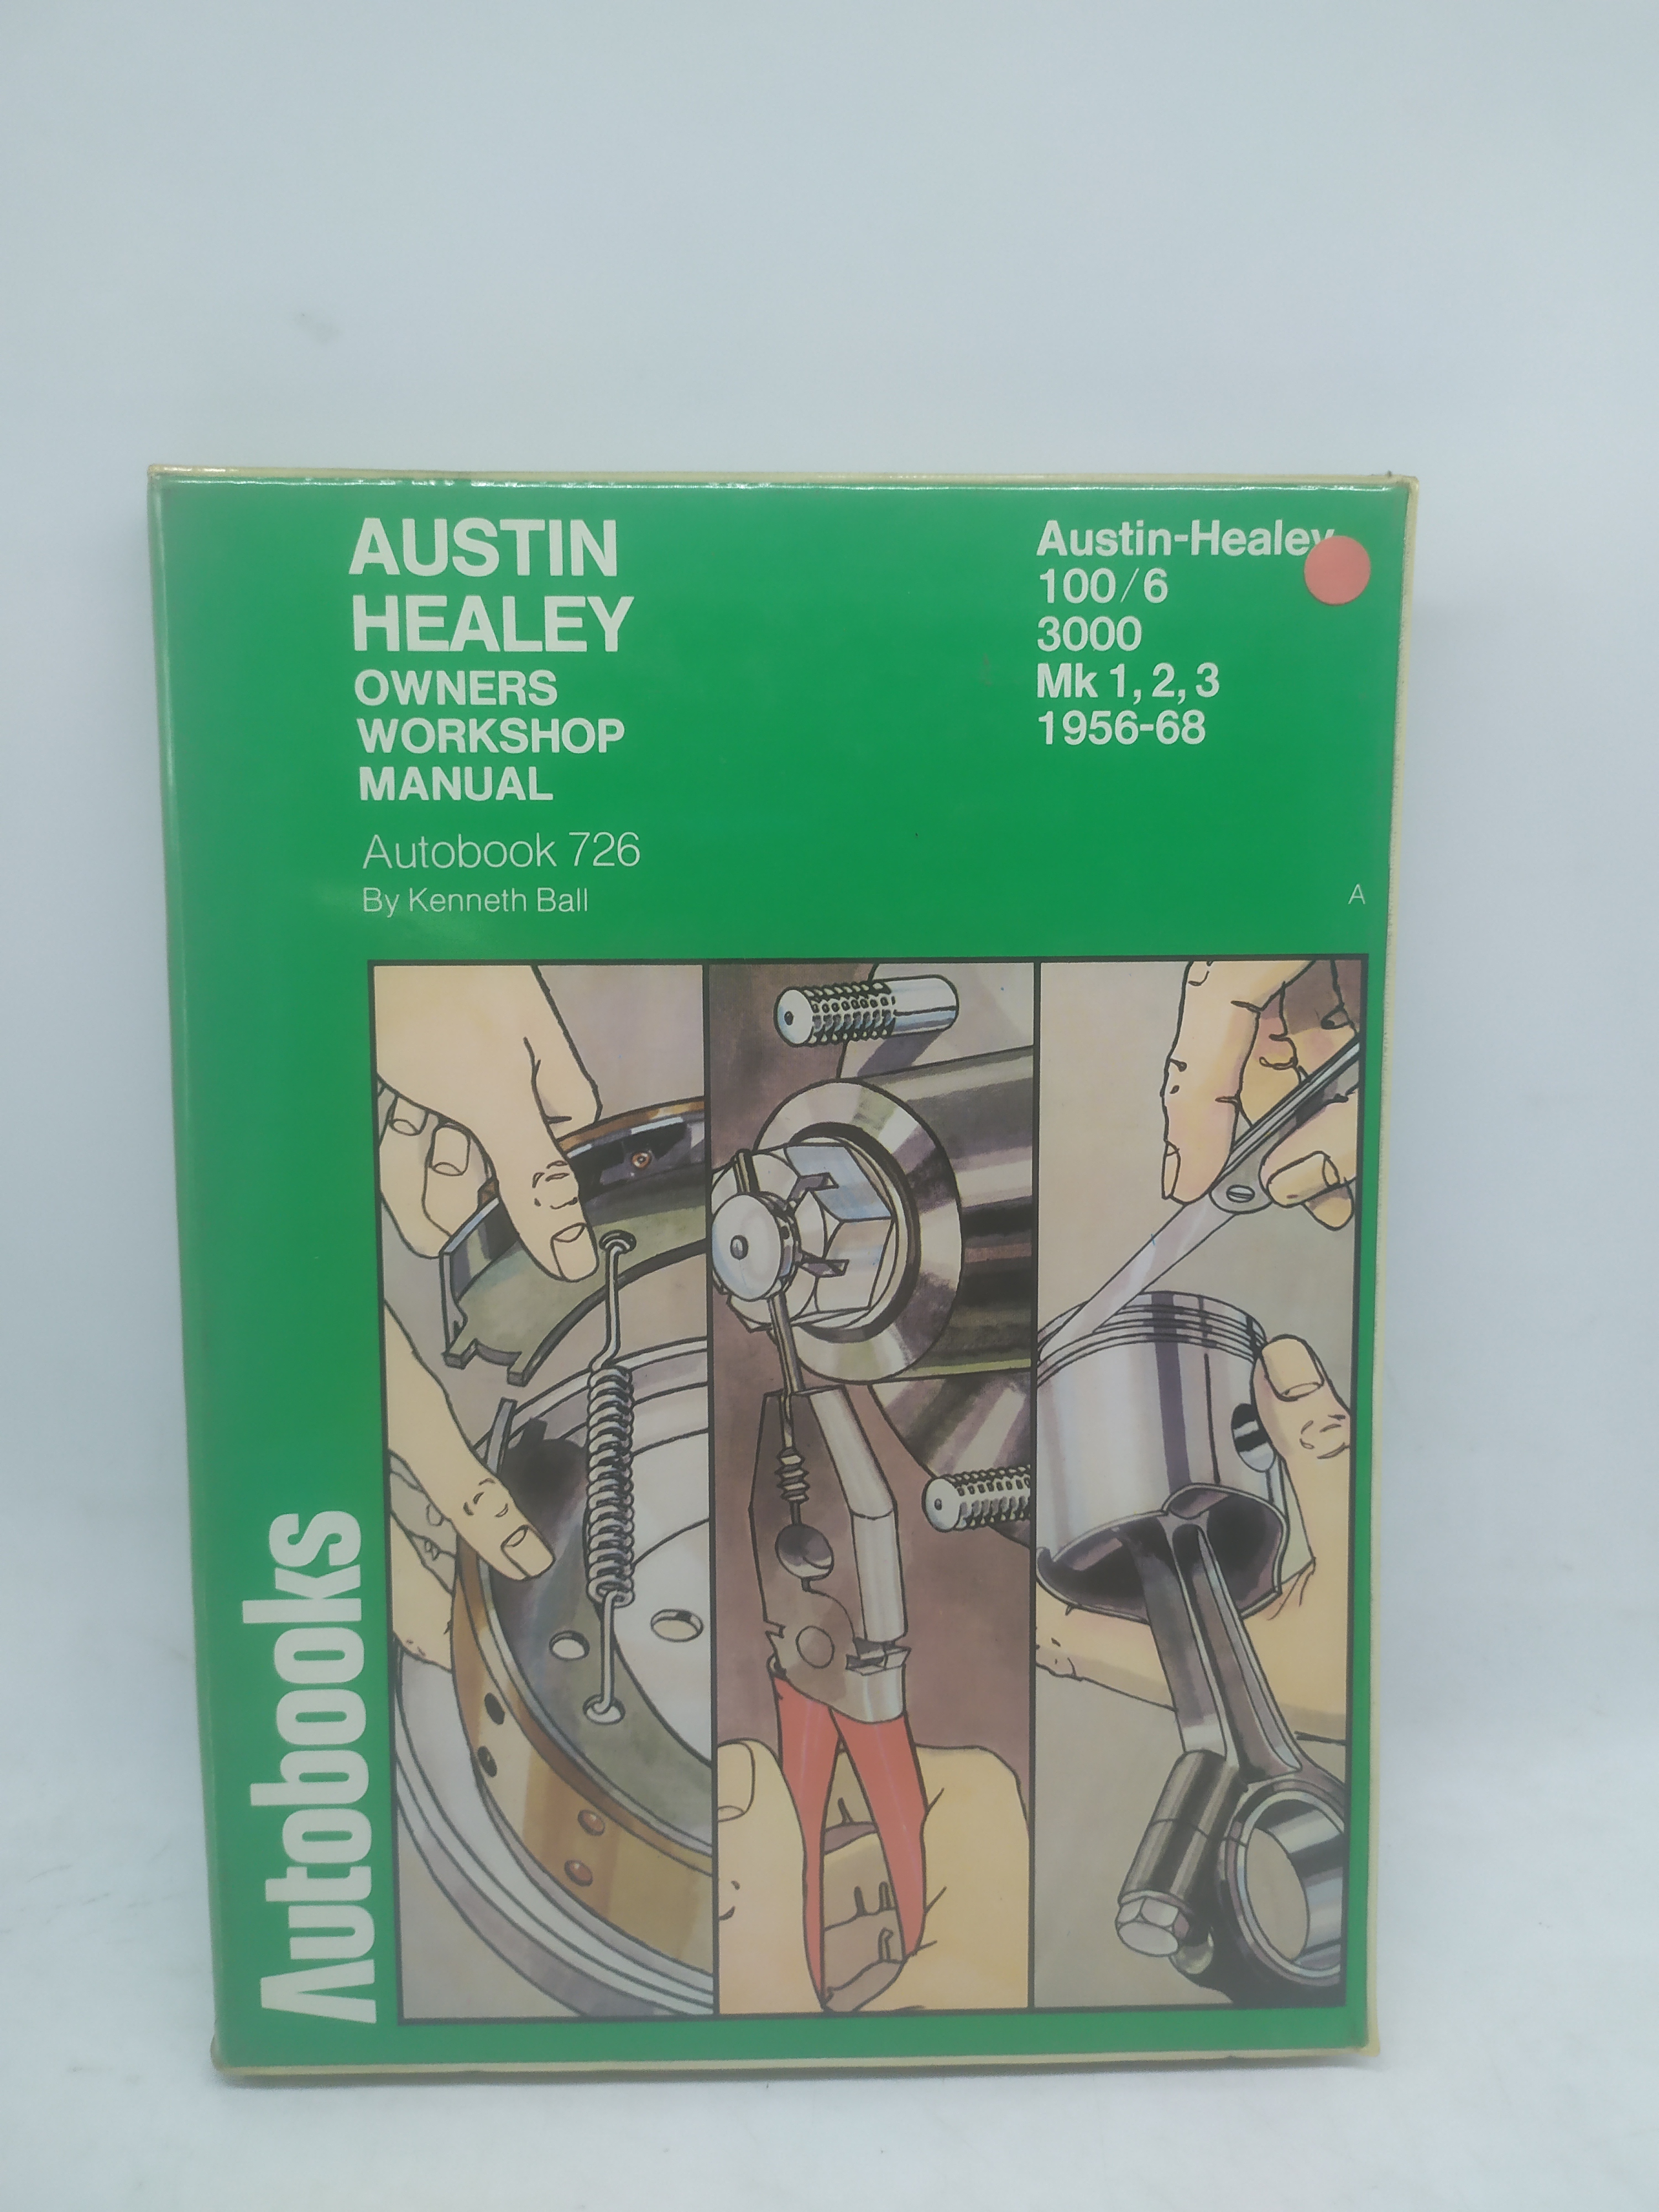 AUSTIN
HEALEY
OWNERS
WORKSHOP
MANUAL
Autobook 726
By Kenneth Ball
Austin-Healey
100/6
3000
Mk 1, 2, 3
1956-68
A
Autobooks